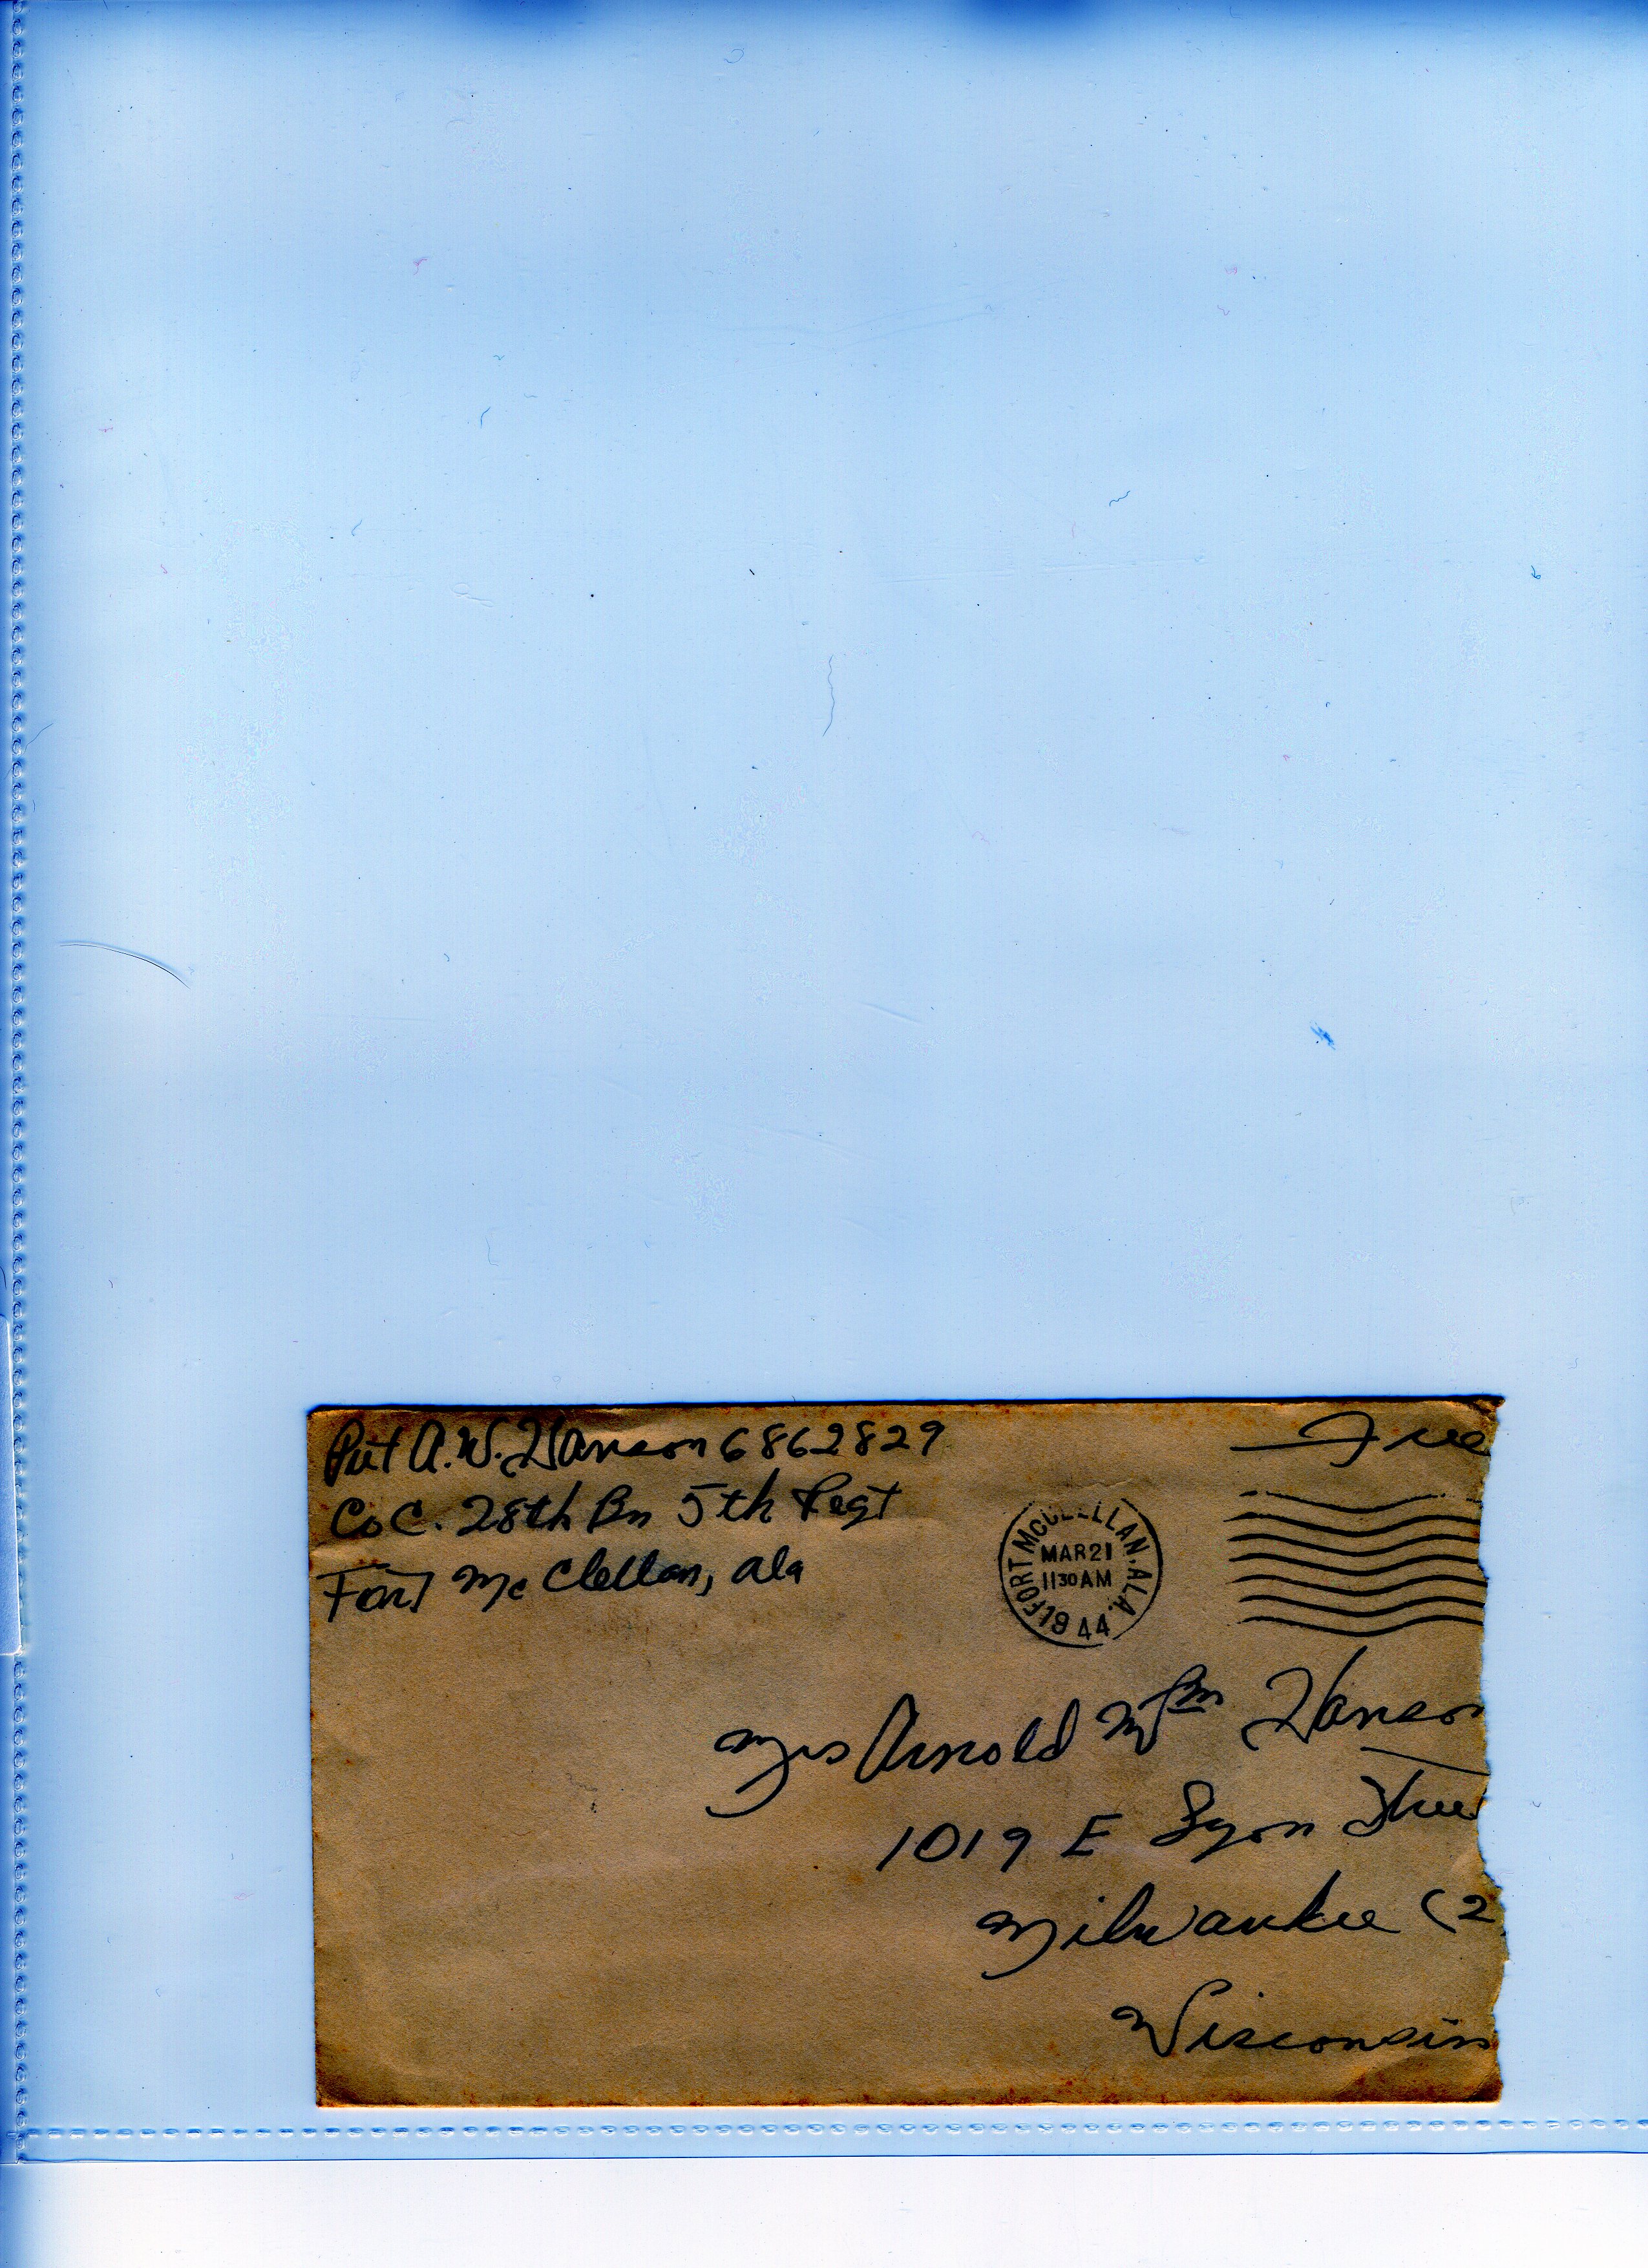 Pvt A.W. Hanson 6862829
Co C. 28th Bn 5th Regt
Fort McClellan, Ala
Free
FORT MCCLELLAN. ALA.
MAR 21
11 30 AM
1944
Mrs Arnold Wm Hanson
1019 E Lyon Stree
Milwaukee (2
Wisconsin